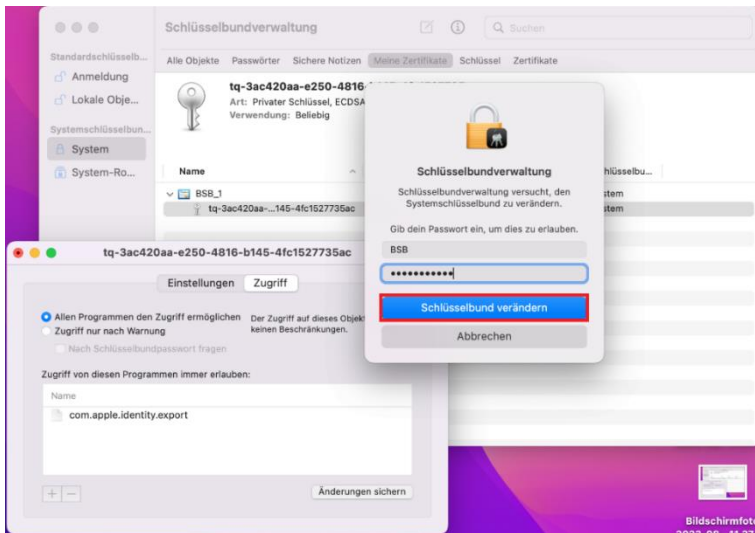 Schlüsselbundverwaltung
Suchen
Standardschlüsselb...
Anmeldung
Lokale Obje...
Systemschlüsselbun...
System
System-Ro...
Alle Objekte Passwörter Sichere Notizen Meine Zertifikate Schlüssel Zertifikate
tq-3ac420aa-e250-4816-
Art: Privater Schlüssel, ECDSA
Verwendung: Beliebig
Name
hlüsselbu...
BSB_1
stem
tq-3ac420aa-...145-4fc1527735ac
stem
Schlüsselbundverwaltung
Schlüsselbundverwaltung versucht, den
Systemschlüsselbund zu verändern.
Gib dein Passwort ein, um dies zu erlauben.
BSB
•••••••••••
Schlüsselbund verändern
Abbrechen
tq-3ac420aa-e250-4816-b145-4fc1527735ac
Einstellungen Zugriff
Allen Programmen den Zugriff ermöglichen
Zugriff nur nach Warnung
Nach Schlüsselbundpasswort fragen
Der Zugriff auf dieses Objekt
keinen Beschränkungen.
Zugriff von diesen Programmen immer erlauben:
Name
com.apple.identity.export
+ −
Änderungen sichern
Bildschirmfoto